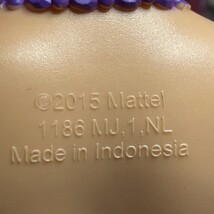 ©2015 Mattel
1186 MJ,1,NL
Made in Indonesia